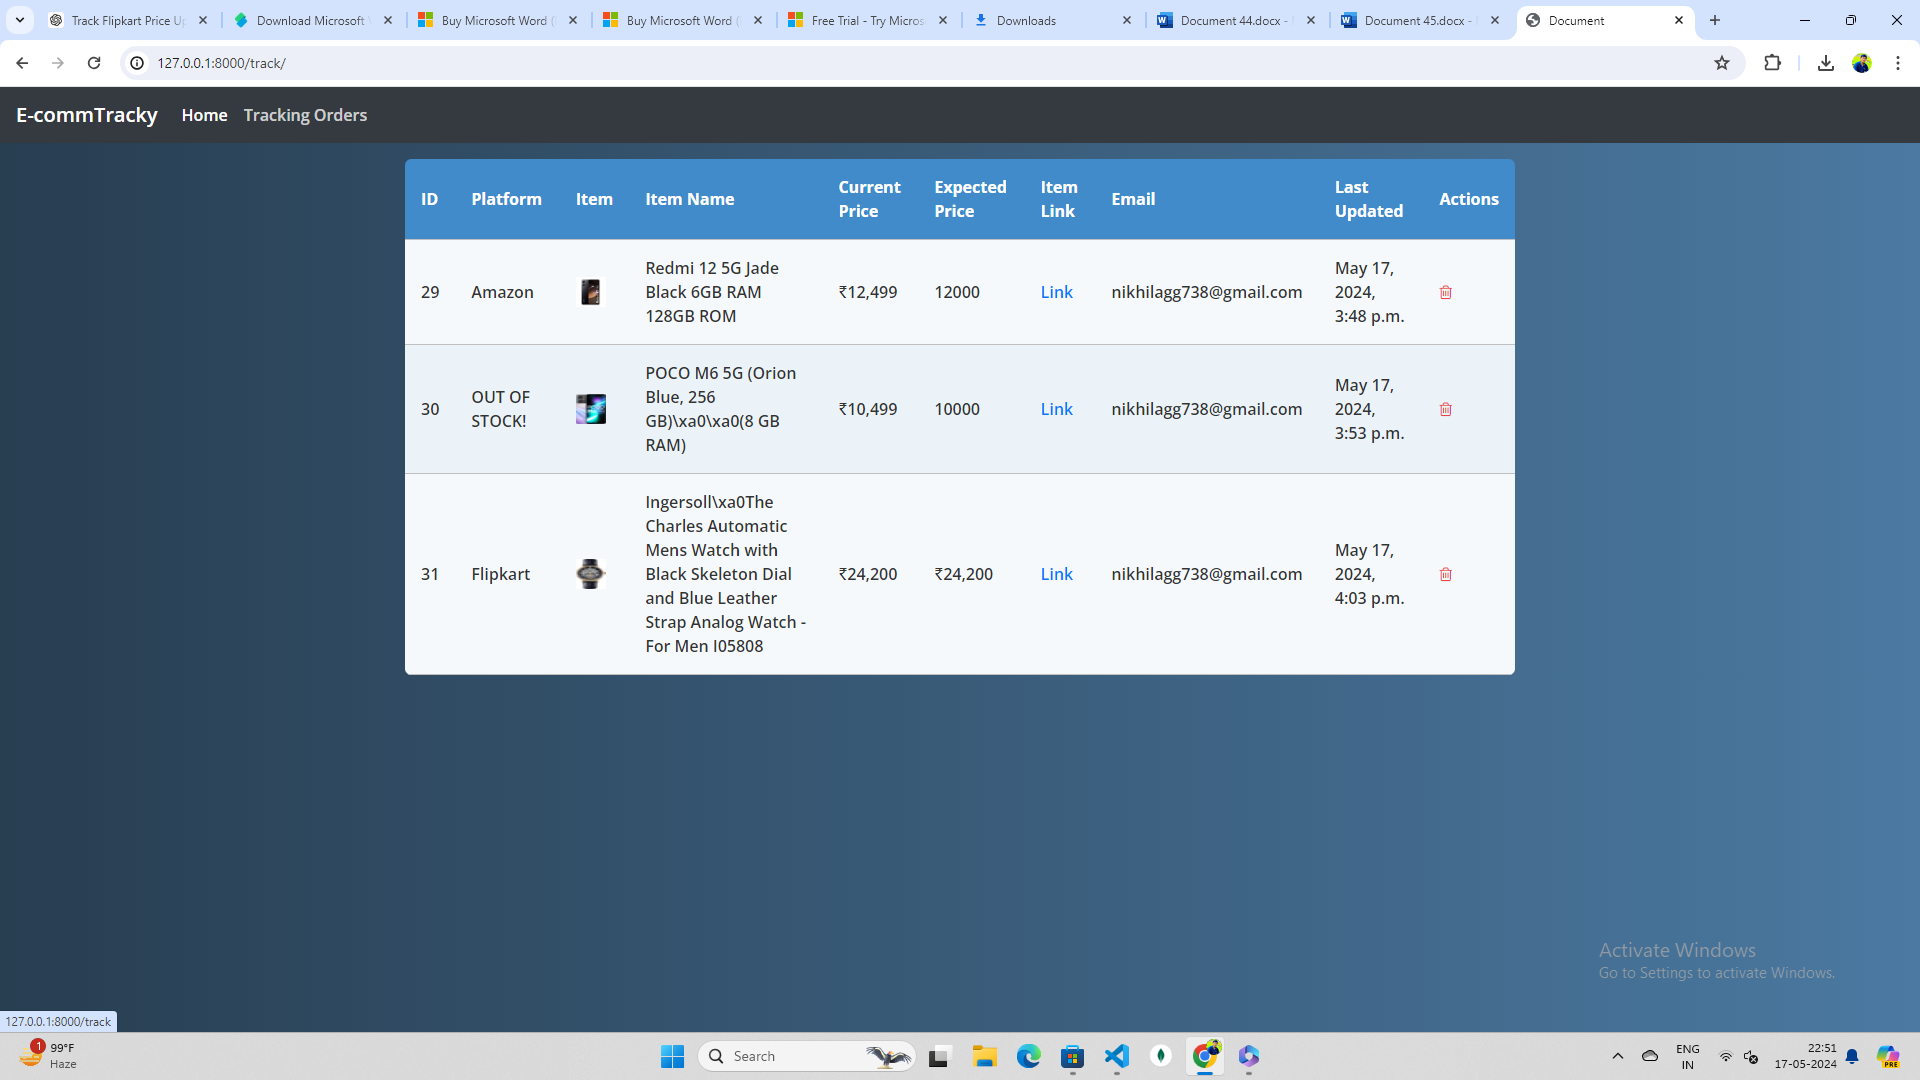 Track Flipkart Price Up
Download Microsoft
Buy Microsoft Word (
Buy Microsoft Word (
Free Trial - Try Micros
Downloads
Document 44.docx -
Document 45.docx -
Document
127.0.0.1:8000/track/
E-commTracky
Home
Tracking Orders
ID
Platform
Item
Item Name
Current
Price
Expected
Price
Item
Link
Email
Last
Updated
Actions
29
Amazon
Redmi 12 5G Jade
Black 6GB RAM
128GB ROM
₹12,499
12000
Link
nikhilagg738@gmail.com
May 17,
2024,
3:48 p.m.
30
OUT OF
STOCK!
POCO M6 5G (Orion
Blue, 256
GB)\xa0\xa0(8 GB
RAM)
₹10,499
10000
Link
nikhilagg738@gmail.com
May 17,
2024,
3:53 p.m.
31
Flipkart
Ingersoll\xa0The
Charles Automatic
Mens Watch with
Black Skeleton Dial
and Blue Leather
Strap Analog Watch -
For Men I05808
₹24,200
₹24,200
Link
nikhilagg738@gmail.com
May 17,
2024,
4:03 p.m.
Activate Windows
Go to Settings to activate Windows.
127.0.0.1:8000/track
1
99°F
Haze
Search
ENG
IN
22:51
17-05-2024
PRE